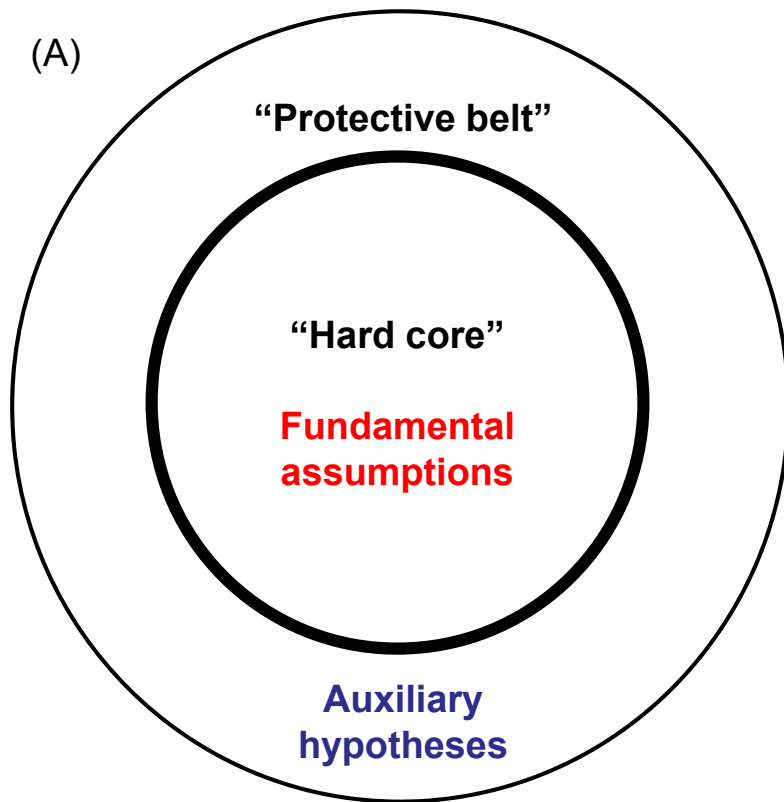 (A)
“Protective belt”
“Hard core”
Fundamental
assumptions
Auxiliary
hypotheses